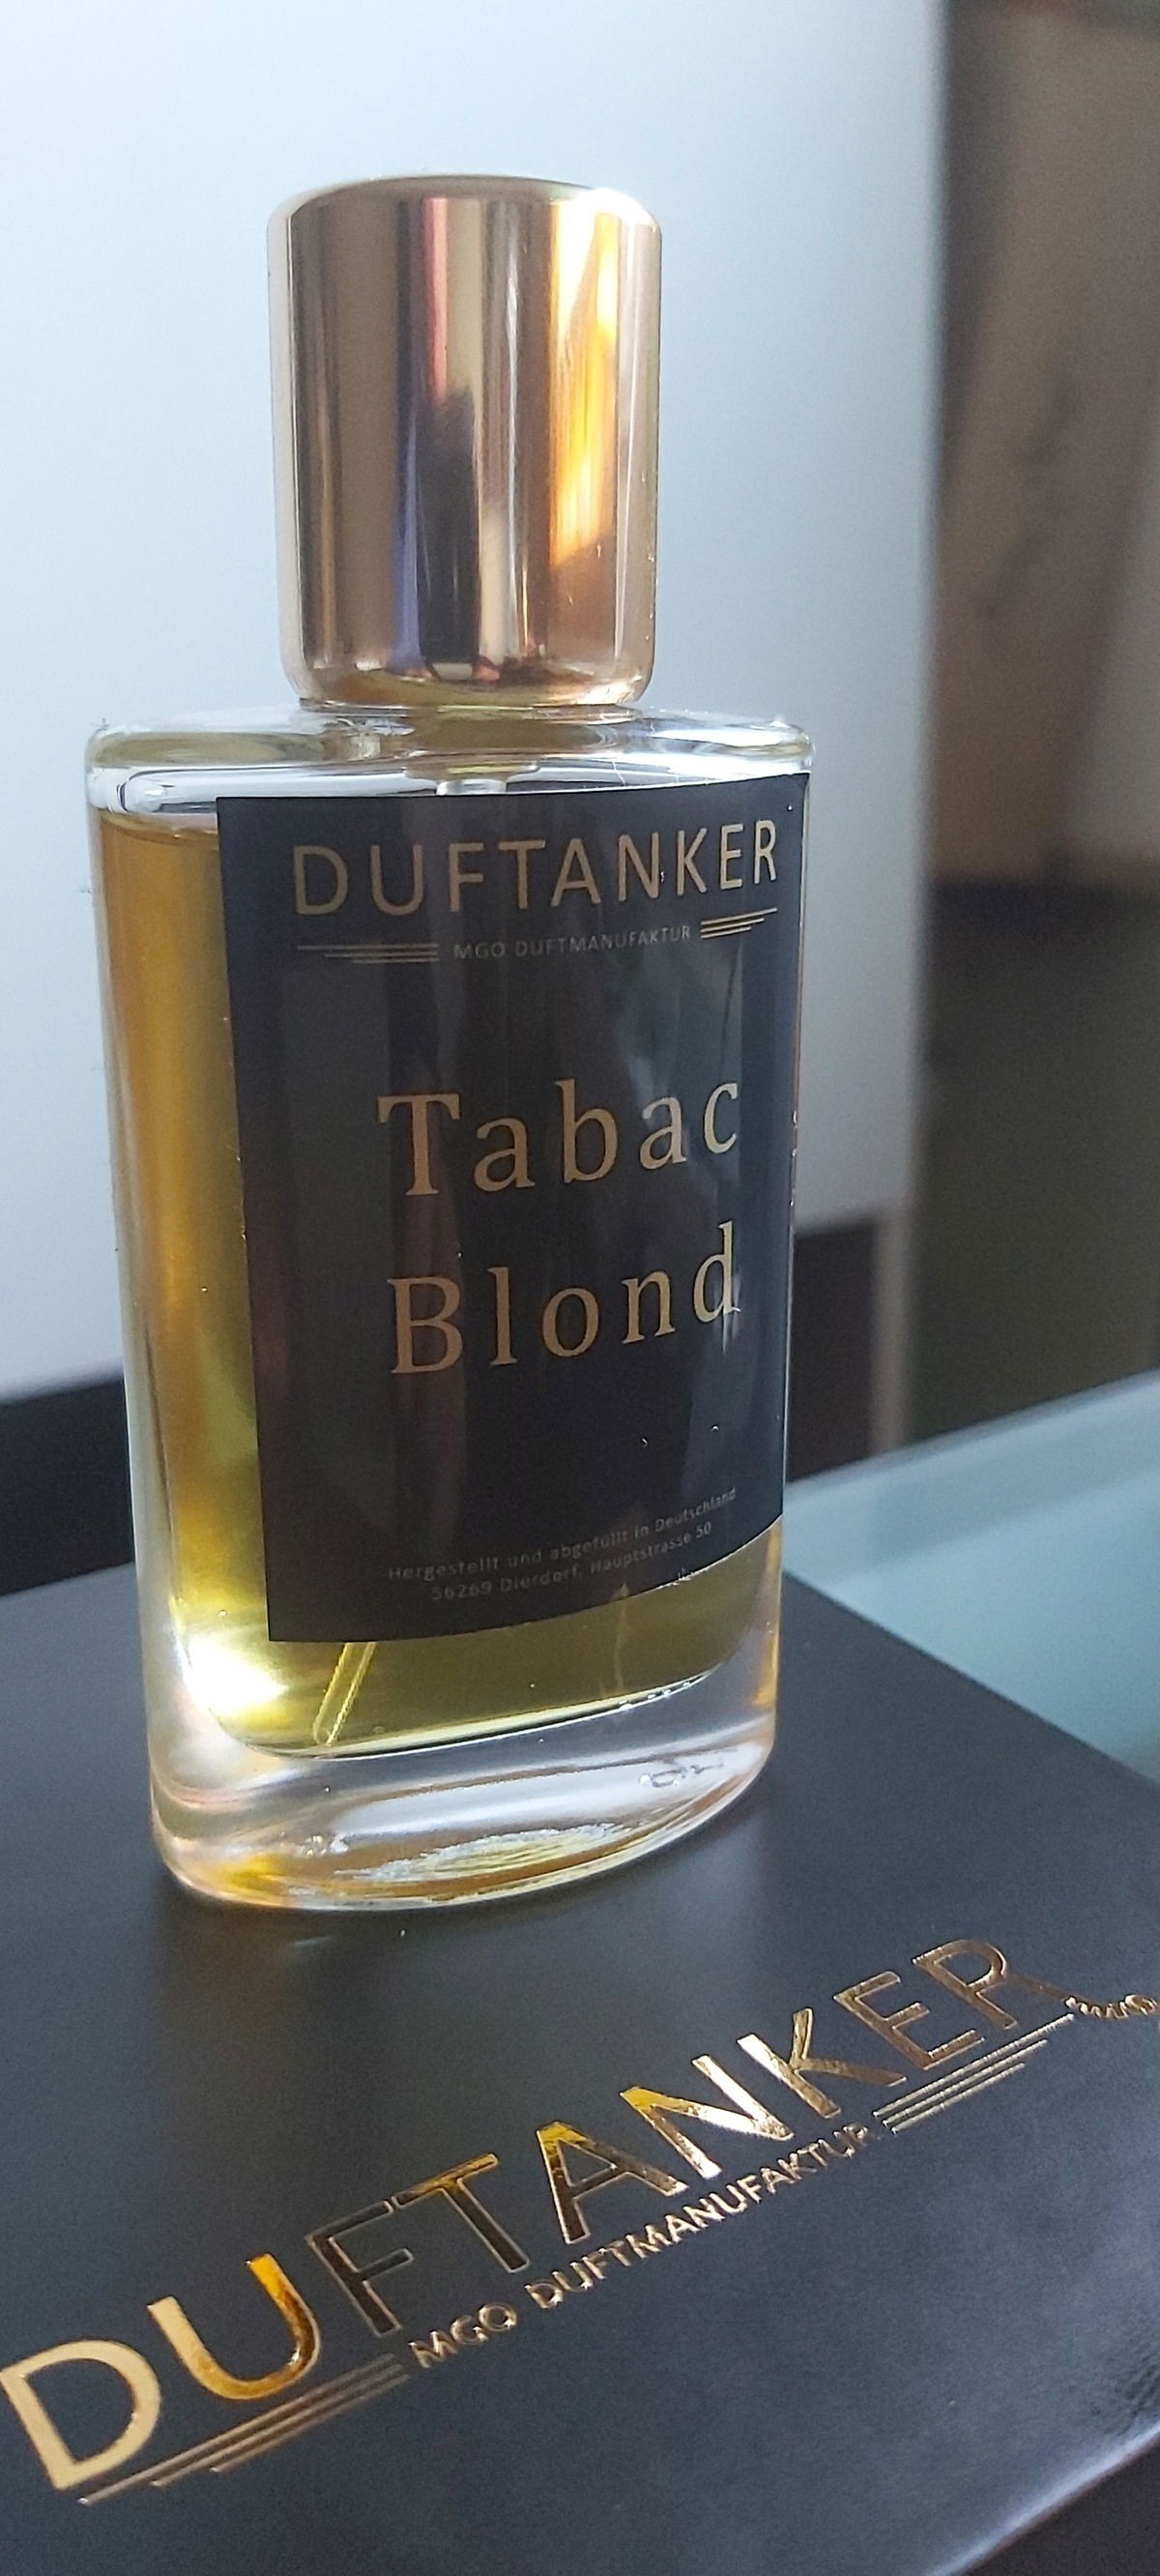 DUFTANKER
MGO DUFTMANUFAKTUR
Tabac
Blond
Hergestellt und abgefüllt in Deutschland
56269 Dierdorf, Hauptstrasse 50
DUFTANKER
MGO DUFTMANUFAKTUR